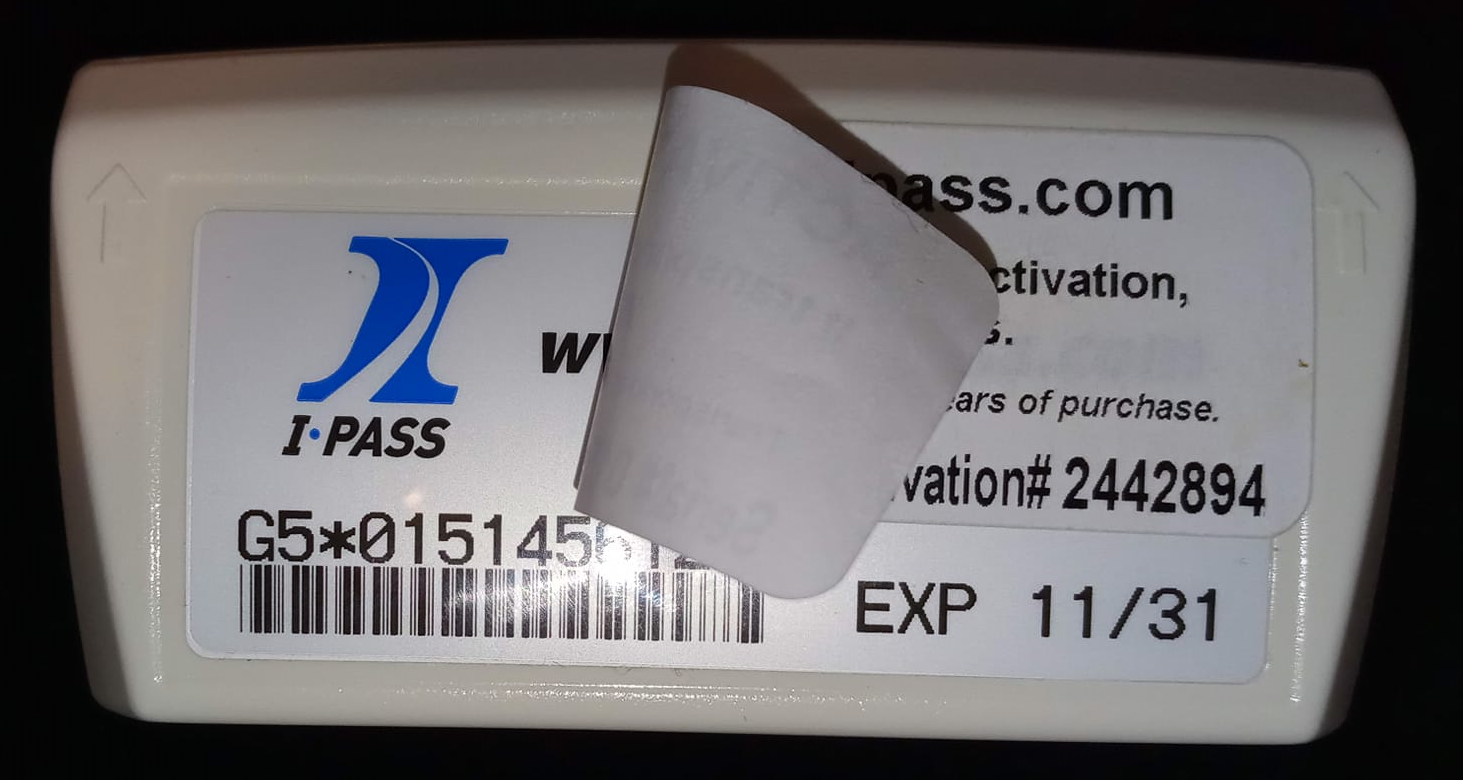 pass.com
ctivation,
s.
ears of purchase.
vation# 2442894
I·PASS
G5*015145
EXP 11/31